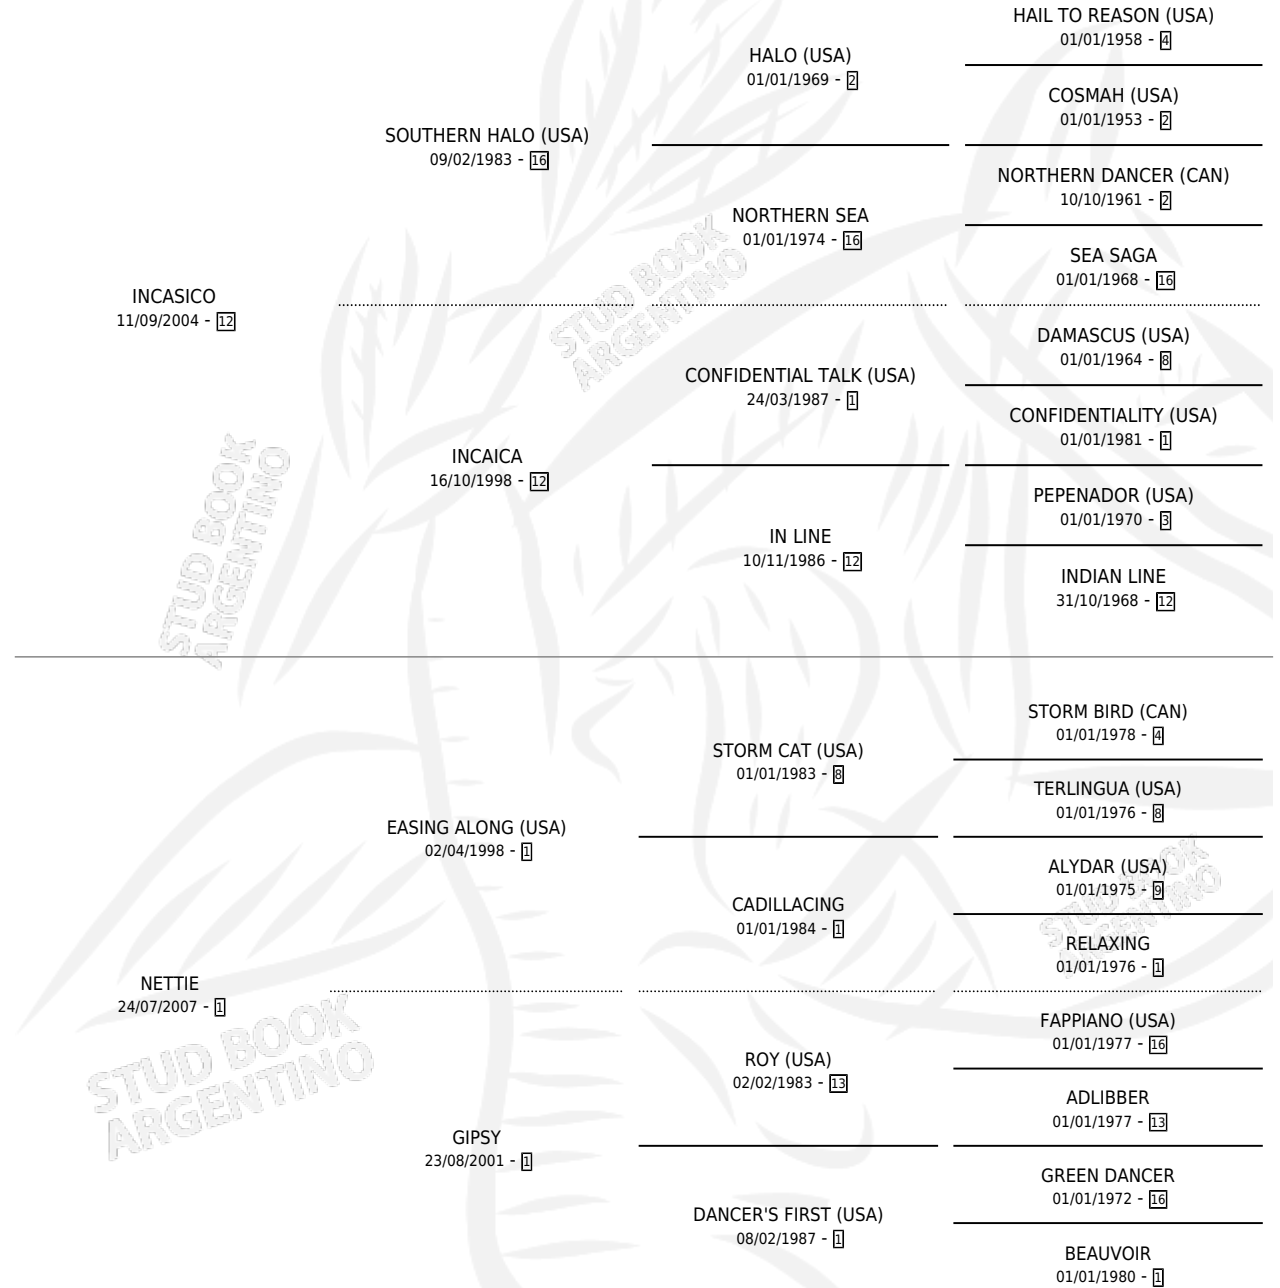 HAIL TO REASON (USA)
01/01/1958 - 4
HALO (USA)
01/01/1969 - 2
COSMAH (USA)
01/01/1953 - 2
SOUTHERN HALO (USA)
09/02/1983 - 16
NORTHERN DANCER (CAN)
10/10/1961 - 2
NORTHERN SEA
01/01/1974 - 16
SEA SAGA
01/01/1968 - 16
INCASICO
11/09/2004 - 12
DAMASCUS (USA)
01/01/1964 - 8
CONFIDENTIAL TALK (USA)
24/03/1987 - 1
CONFIDENTIALITY (USA)
01/01/1981 - 1
INCAICA
16/10/1998 - 12
PEPENADOR (USA)
01/01/1970 - 3
IN LINE
10/11/1986 - 12
INDIAN LINE
31/10/1968 - 12
STORM BIRD (CAN)
01/01/1978 - 4
STORM CAT (USA)
01/01/1983 - 8
TERLINGUA (USA)
01/01/1976 - 8
EASING ALONG (USA)
02/04/1998 - 1
ALYDAR (USA)
01/01/1975 - 9
CADILLACING
01/01/1984 - 1
RELAXING
01/01/1976 - 1
NETTIE
24/07/2007 - 1
FAPPIANO (USA)
01/01/1977 - 16
ROY (USA)
02/02/1983 - 13
ADLIBBER
01/01/1977 - 13
GIPSY
23/08/2001 - 1
GREEN DANCER
01/01/1972 - 16
DANCER'S FIRST (USA)
08/02/1987 - 1
BEAUVOIR
01/01/1980 - 1
STUD BOOK
ARGENTINO
STUD BOOK
ARGENTINO
STUD BOOK
ARGENTINO
STUD BOOK
ARGENTINO